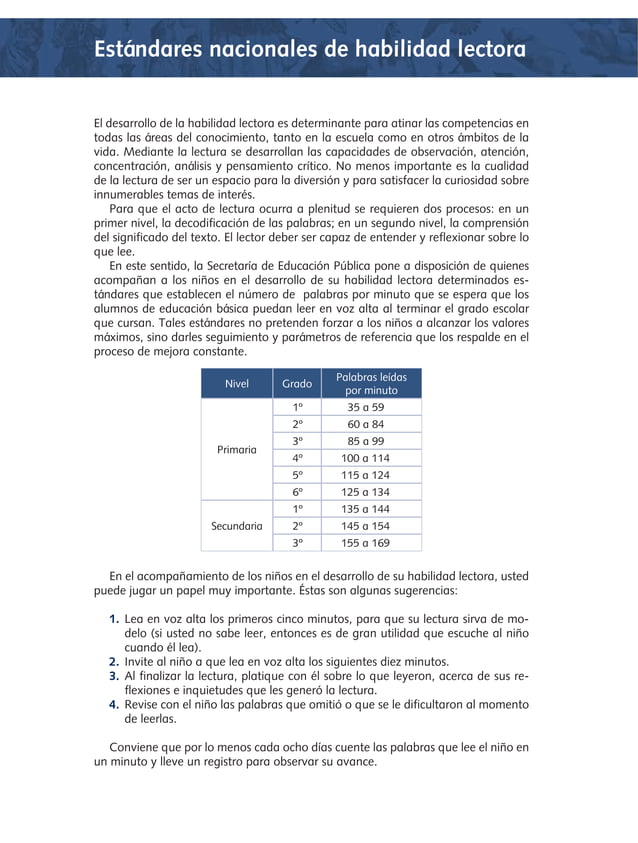 Estándares nacionales de habilidad lectora
El desarrollo de la habilidad lectora es determinante para atinar las competencias en
todas las áreas del conocimiento, tanto en la escuela como en otros ámbitos de la
vida. Mediante la lectura se desarrollan las capacidades de observación, atención,
concentración, análisis y pensamiento crítico. No menos importante es la cualidad
de la lectura de ser un espacio para la diversión y para satisfacer la curiosidad sobre
innumerables temas de interés.
Para que el acto de lectura ocurra a plenitud se requieren dos procesos: en un
primer nivel, la decodificación de las palabras; en un segundo nivel, la comprensión
del significado del texto. El lector deber ser capaz de entender y reflexionar sobre lo
que lee.
En este sentido, la Secretaría de Educación Pública pone a disposición de quienes
acompañan a los niños en el desarrollo de su habilidad lectora determinados es-
tándares que establecen el número de palabras por minuto que se espera que los
alumnos de educación básica puedan leer en voz alta al terminar el grado escolar
que cursan. Tales estándares no pretenden forzar a los niños a alcanzar los valores
máximos, sino darles seguimiento y parámetros de referencia que los respalde en el
proceso de mejora constante.
Nivel Grado Palabras leídas
por minuto
1º 35 a 59
2º 60 a 84
3º 85 a 99
Primaria
4º 100 a 114
5º 115 a 124
6º 125 a 134
1º 135 a 144
Secundaria 2º 145 a 154
3º 155 a 169
En el acompañamiento de los niños en el desarrollo de su habilidad lectora, usted
puede jugar un papel muy importante. Éstas son algunas sugerencias:
1. Lea en voz alta los primeros cinco minutos, para que su lectura sirva de mo-
delo (si usted no sabe leer, entonces es de gran utilidad que escuche al niño
cuando él lea).
2. Invite al niño a que lea en voz alta los siguientes diez minutos.
3. Al finalizar la lectura, platique con él sobre lo que leyeron, acerca de sus re-
flexiones e inquietudes que les generó la lectura.
4. Revise con el niño las palabras que omitió o que se le dificultaron al momento
de leerlas.
Conviene que por lo menos cada ocho días cuente las palabras que lee el niño en
un minuto y lleve un registro para observar su avance.